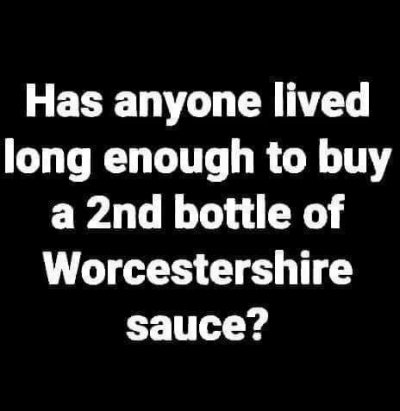 Has anyone lived
long enough to buy
a 2nd bottle of
Worcestershire
sauce?